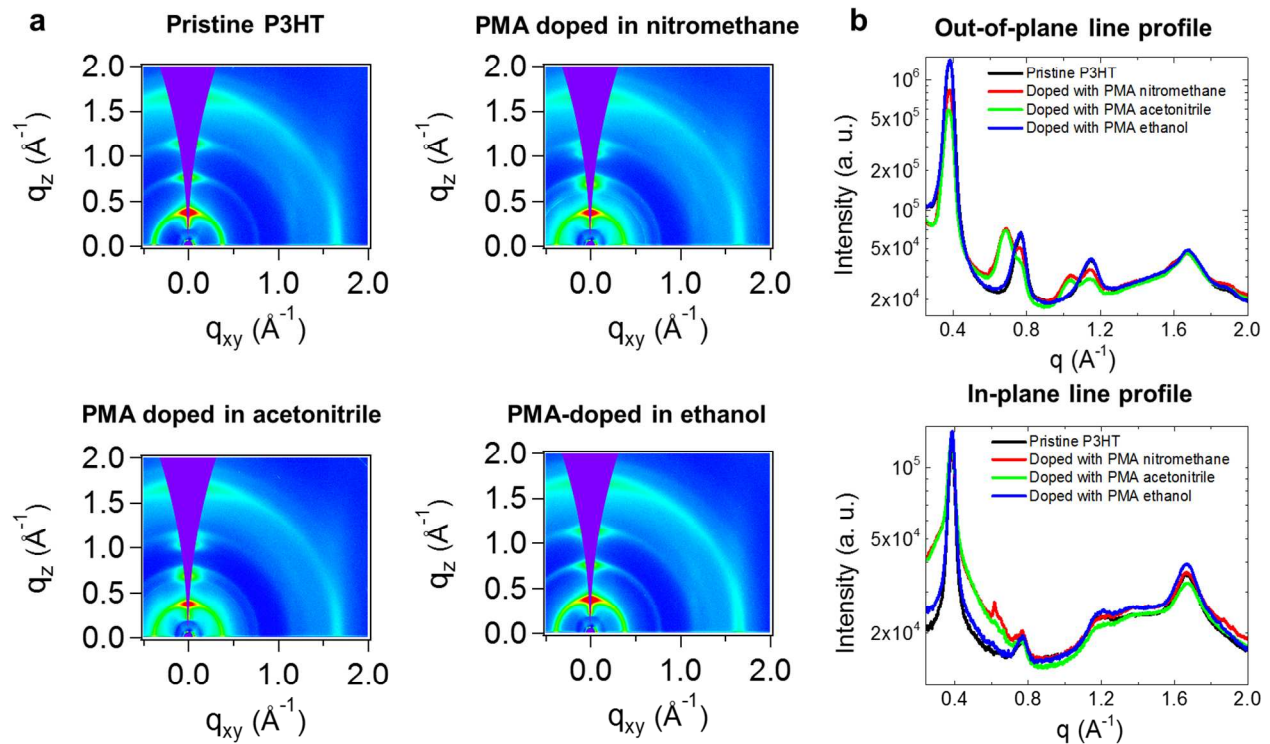 a
Pristine P3HT
PMA doped in nitromethane
2.0
1.5
1.0
0.5
0.0
qz (Å-1)
0.0 1.0 2.0
qxy (Å-1)
2.0
1.5
1.0
0.5
0.0
qz (Å-1)
0.0 1.0 2.0
qxy (Å-1)
PMA doped in acetonitrile
PMA-doped in ethanol
2.0
1.5
1.0
0.5
0.0
qz (Å-1)
0.0 1.0 2.0
qxy (Å-1)
2.0
1.5
1.0
0.5
0.0
qz (Å-1)
0.0 1.0 2.0
qxy (Å-1)
b
Out-of-plane line profile
Pristine P3HT
Doped with PMA nitromethane
Doped with PMA acetonitrile
Doped with PMA ethanol
10^6
5x10^5
2x10^5
10^5
5x10^4
2x10^4
Intensity (a. u.)
0.4 0.8 1.2 1.6 2.0
q (A-1)
In-plane line profile
Pristine P3HT
Doped with PMA nitromethane
Doped with PMA acetonitrile
Doped with PMA ethanol
10^5
5x10^4
2x10^4
Intensity (a. u.)
0.4 0.8 1.2 1.6 2.0
q (A-1)